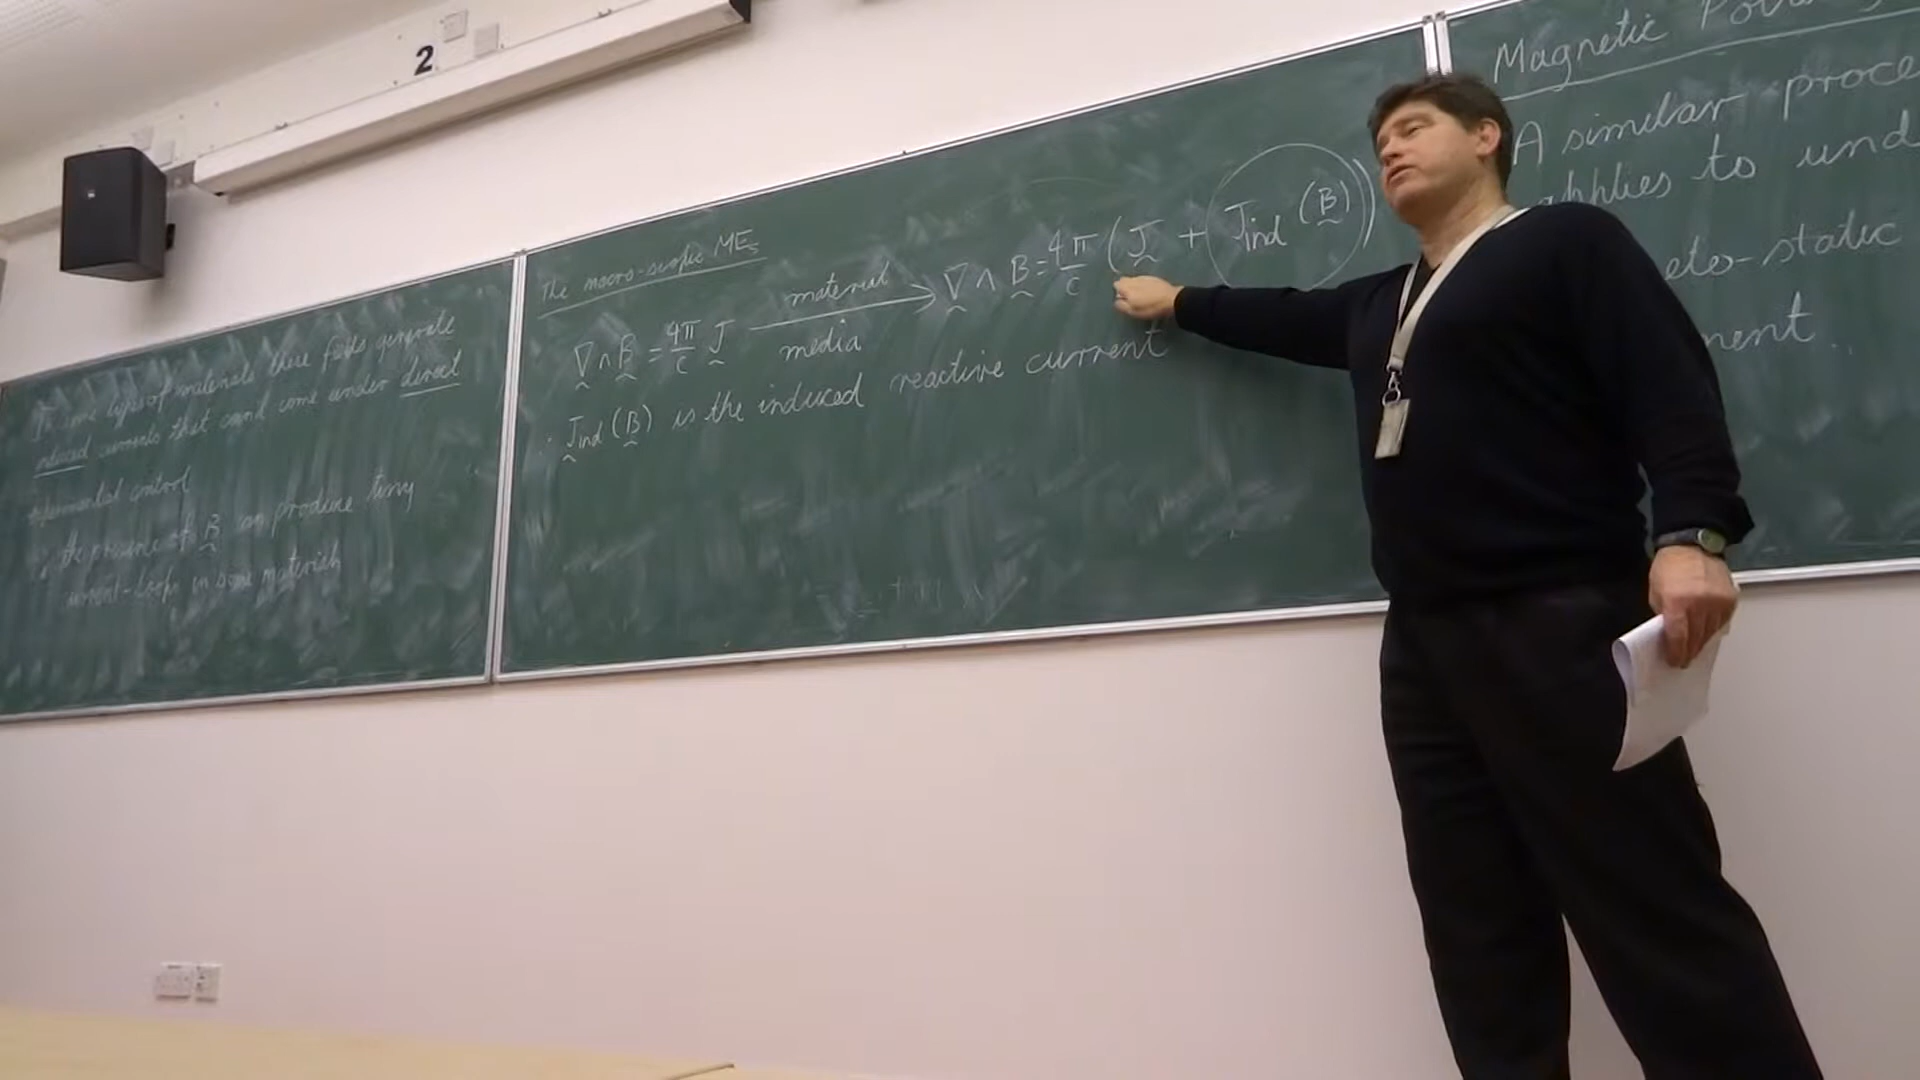 2
In some types of materials these fields generate
induced currents that cannot come under direct
experimental control
∴ the presence of B can produce tiny
current-loops in some materials
The macro-scopic MEs
∇ ∧ B = 4π/c J material media → ∇ ∧ B = 4π/c (J + Jind (B))
∴ Jind (B) is the induced reactive current
Magnetic
A similar
applies to
static